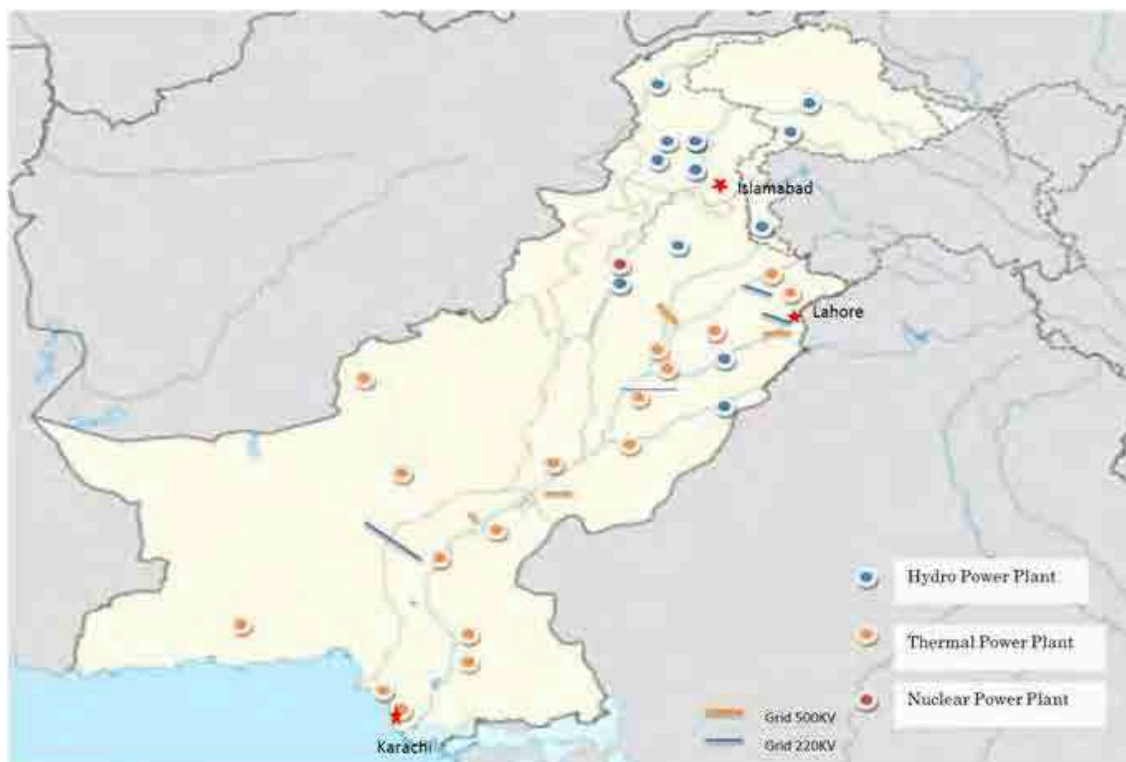 Islamabad
Lahore
Hydro Power Plant
Thermal Power Plant
Nuclear Power Plant
Grid 500KV
Grid 220KV
Karachi